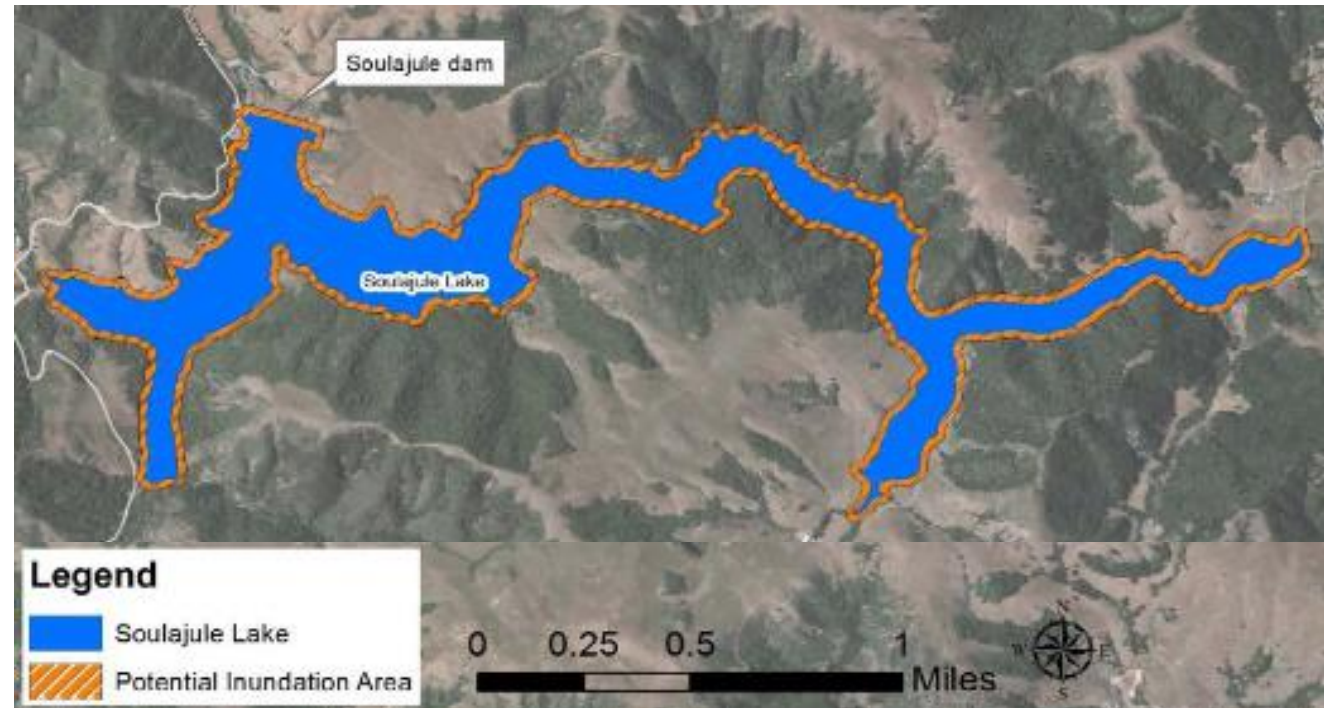 Soulajule dam
Soulajule Lake
Legend
Soulajule Lake
Potential Inundation Area
0 0.25 0.5 1
Miles
N
W E
S